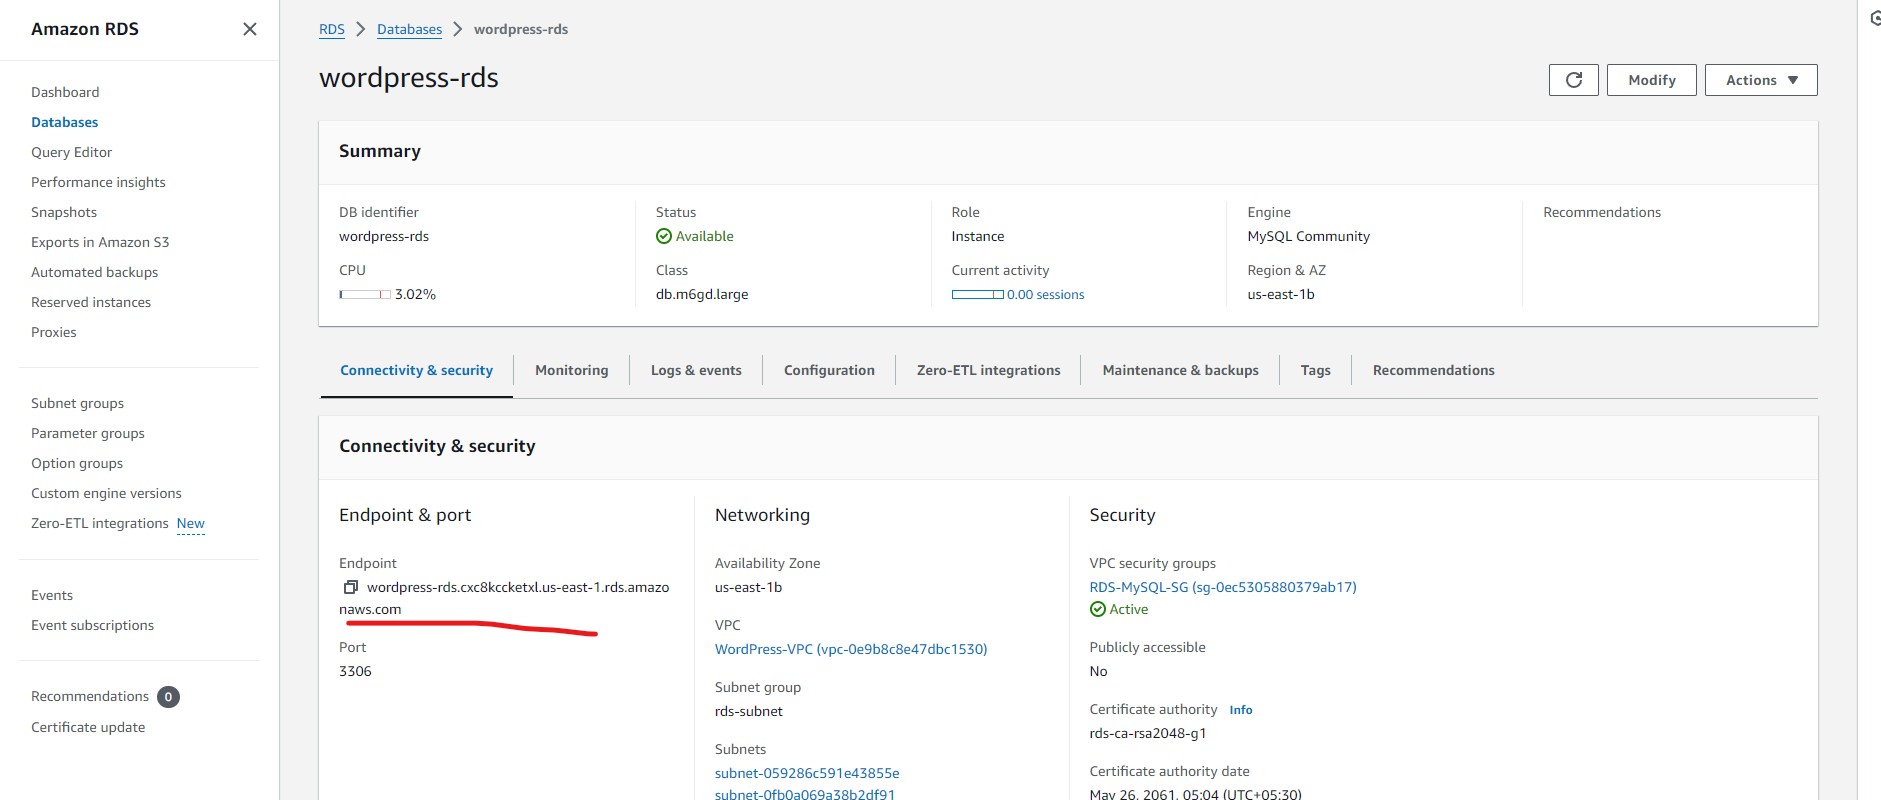 Amazon RDS
Dashboard
Databases
Query Editor
Performance insights
Snapshots
Exports in Amazon S3
Automated backups
Reserved instances
Proxies
Subnet groups
Parameter groups
Option groups
Custom engine versions
Zero-ETL integrations New
Events
Event subscriptions
Recommendations 0
Certificate update
RDS Databases wordpress-rds
wordpress-rds
Modify
Actions
Summary
DB identifier
wordpress-rds
CPU
3.02%
Status
Available
Class
db.m6gd.large
Role
Instance
Current activity
0.00 sessions
Engine
MySQL Community
Region & AZ
us-east-1b
Recommendations
Connectivity & security
Monitoring
Logs & events
Configuration
Zero-ETL integrations
Maintenance & backups
Tags
Recommendations
Connectivity & security
Endpoint & port
Endpoint
wordpress-rds.cxc8kccketxl.us-east-1.rds.amazo
naws.com
Port
3306
Networking
Availability Zone
us-east-1b
VPC
WordPress-VPC (vpc-0e9b8c8e47dbc1530)
Subnet group
rds-subnet
Subnets
subnet-059286c591e43855e
subnet-0fb0a069a38b2df91
Security
VPC security groups
RDS-MySQL-SG (sg-0ec5305880379ab17)
Active
Publicly accessible
No
Certificate authority Info
rds-ca-rsa2048-g1
Certificate authority date
May 26, 2061, 05:04 (UTC+05:30)